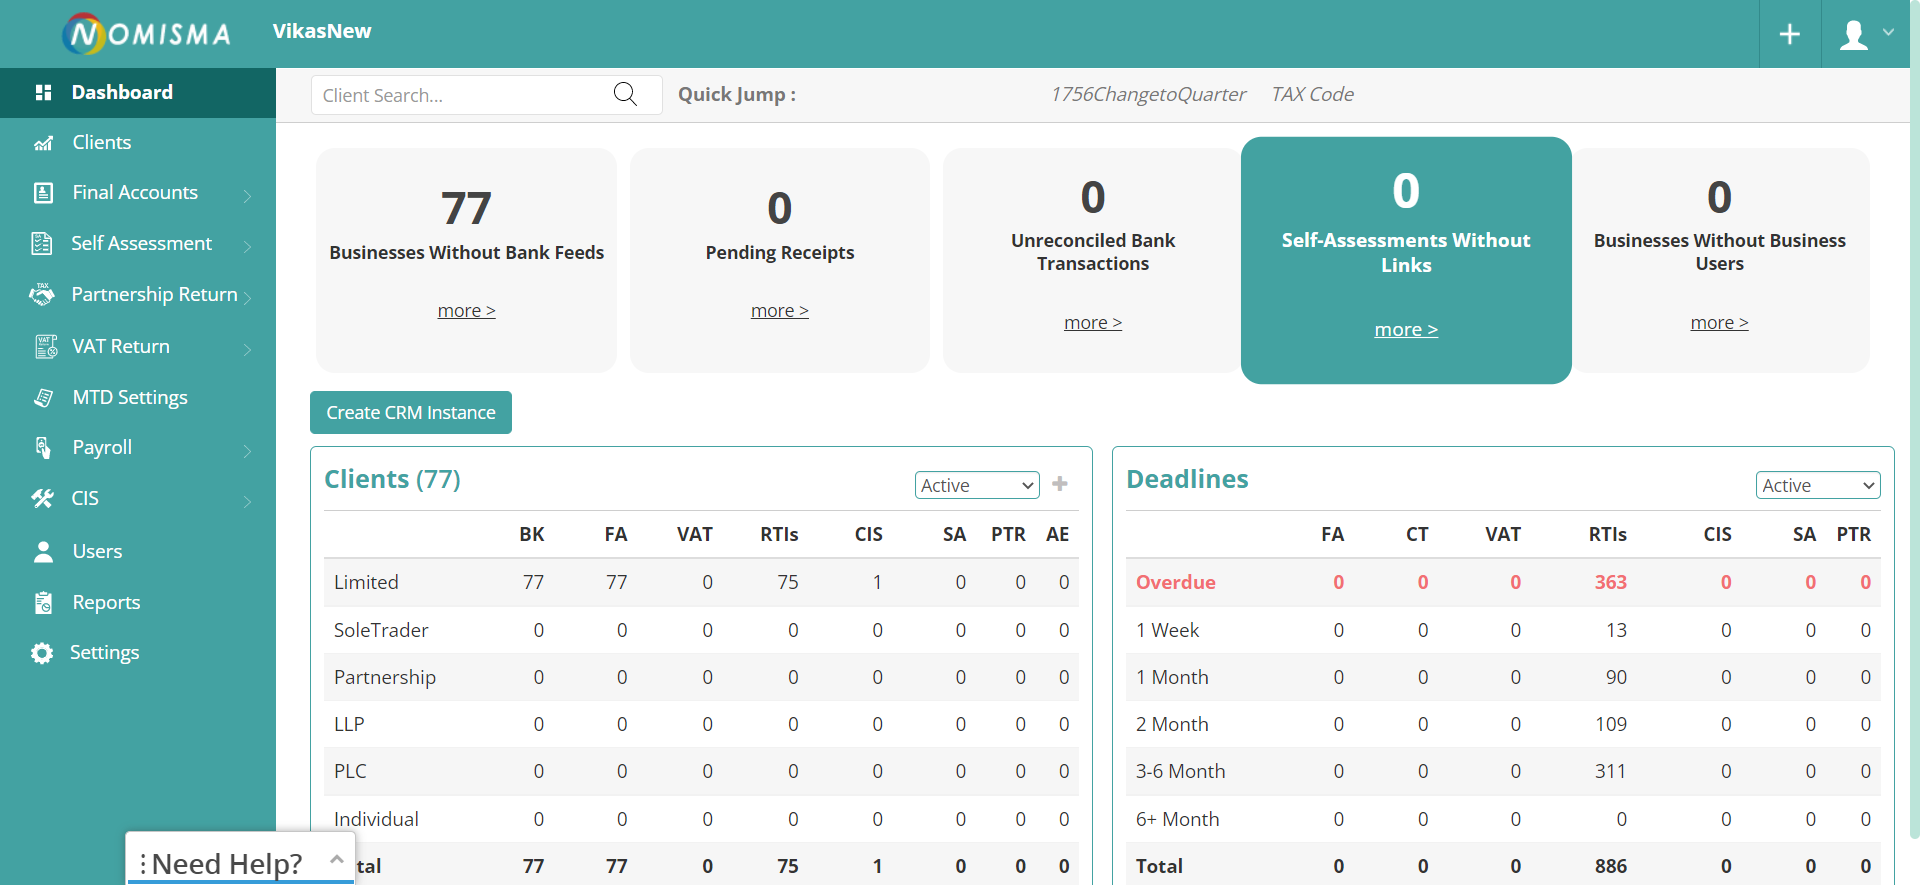 NOMISMA
VikasNew
Dashboard
Clients
Final Accounts
Self Assessment
Partnership Return
VAT Return
MTD Settings
Payroll
CIS
Users
Reports
Settings
Client Search...
Quick Jump :
1756ChangetoQuarter TAX Code
77
Businesses Without Bank Feeds
more >
0
Pending Receipts
more >
0
Unreconciled Bank
Transactions
more >
0
Self-Assessments Without
Links
more >
0
Businesses Without Business
Users
more >
Create CRM Instance
Clients (77)
Active
BK FA VAT RTIs CIS SA PTR AE
Limited 77 77 0 75 1 0 0 0
SoleTrader 0 0 0 0 0 0 0 0
Partnership 0 0 0 0 0 0 0 0
LLP 0 0 0 0 0 0 0 0
PLC 0 0 0 0 0 0 0 0
Individual 0 0 0 0 0 0 0 0
tal 77 77 0 75 1 0 0 0
Deadlines
Active
FA CT VAT RTIs CIS SA PTR
Overdue 0 0 0 363 0 0 0
1 Week 0 0 0 13 0 0 0
1 Month 0 0 0 90 0 0 0
2 Month 0 0 0 109 0 0 0
3-6 Month 0 0 0 311 0 0 0
6+ Month 0 0 0 0 0 0 0
Total 0 0 0 886 0 0 0
Need Help?